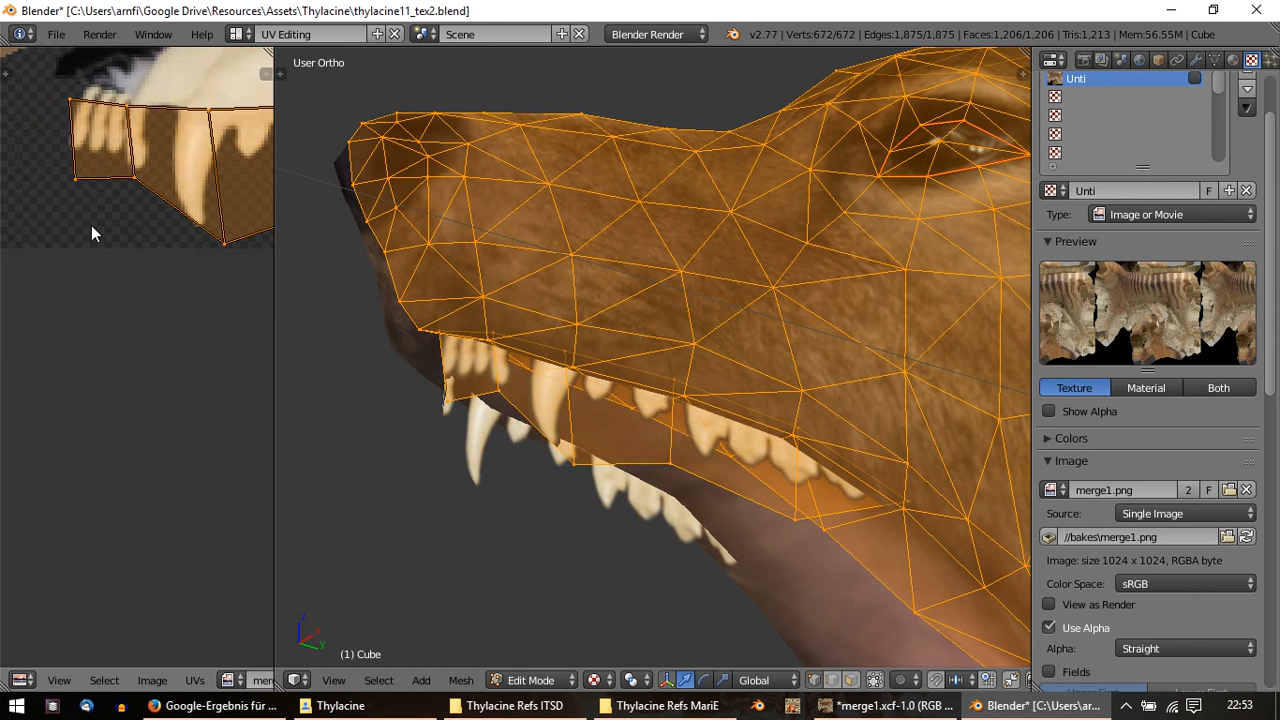 Blender* [C:\Users\arnfi\Google Drive\Resources\Assets\Thylacine\thylacine11_tex2.blend]
File Render Window Help UV Editing Scene Blender Render v2.77 | Verts:672/672 | Edges:1,875/1,875 | Faces:1,206/1,206 | Tris:1,213 | Mem:56.55M | Cube
User Ortho
Unti
Unti F
Type: Image or Movie
Preview
Texture Material Both
Show Alpha
Colors
Image
merge1.png 2 F
Source: Single Image
//bakes\merge1.png
Image: size 1024 x 1024, RGBA byte
Color Space: sRGB
View as Render
Use Alpha
Alpha: Straight
Fields
z
x
y
(1) Cube
View Select Image UVs mer View Select Add Mesh Edit Mode Global
Google-Ergebnis für ... Thylacine Thylacine Refs ITSD Thylacine Refs MariE *merge1.xcf-1.0 (RGB ... Blender* [C:\Users\ar... 22:53